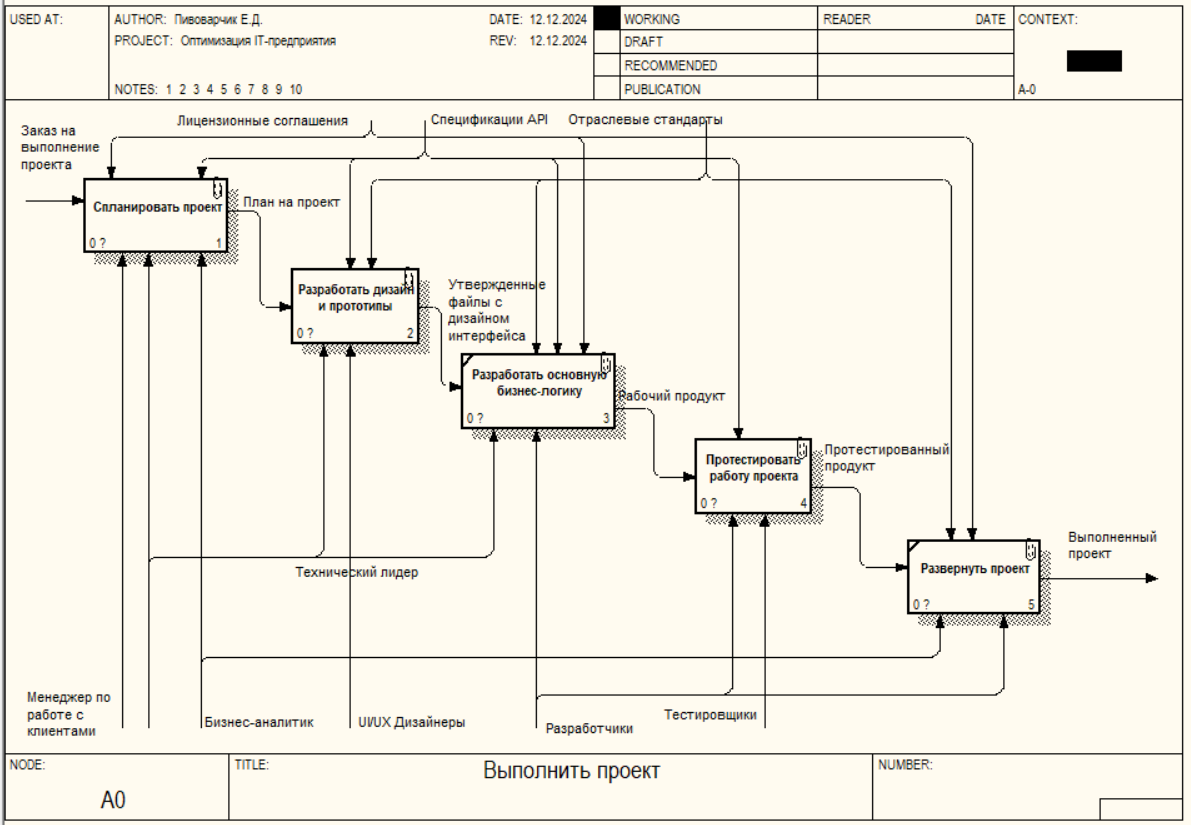 USED AT:
AUTHOR: Пивоварчик Е.Д.
DATE: 12.12.2024
PROJECT: Оптимизация IT-предприятия
REV: 12.12.2024
NOTES: 1 2 3 4 5 6 7 8 9 10
WORKING
DRAFT
RECOMMENDED
PUBLICATION
READER
DATE
CONTEXT:
A-0
Заказ на
выполнение
проекта
Лицензионные соглашения
Спецификации API
Отраслевые стандарты
Спланировать проект
0 ?
1
План на проект
Разработать дизайн
и прототипы
0 ?
2
Утвержденные
файлы с
дизайном
интерфейса
Разработать основную
бизнес-логику
0 ?
3
Рабочий продукт
Протестировать
работу проекта
0 ?
4
Протестированный
продукт
Развернуть проект
0 ?
5
Выполненный
проект
Технический лидер
Менеджер по
работе с
клиентами
Бизнес-аналитик
UI/UX Дизайнеры
Разработчики
Тестировщики
NODE:
A0
TITLE:
Выполнить проект
NUMBER: